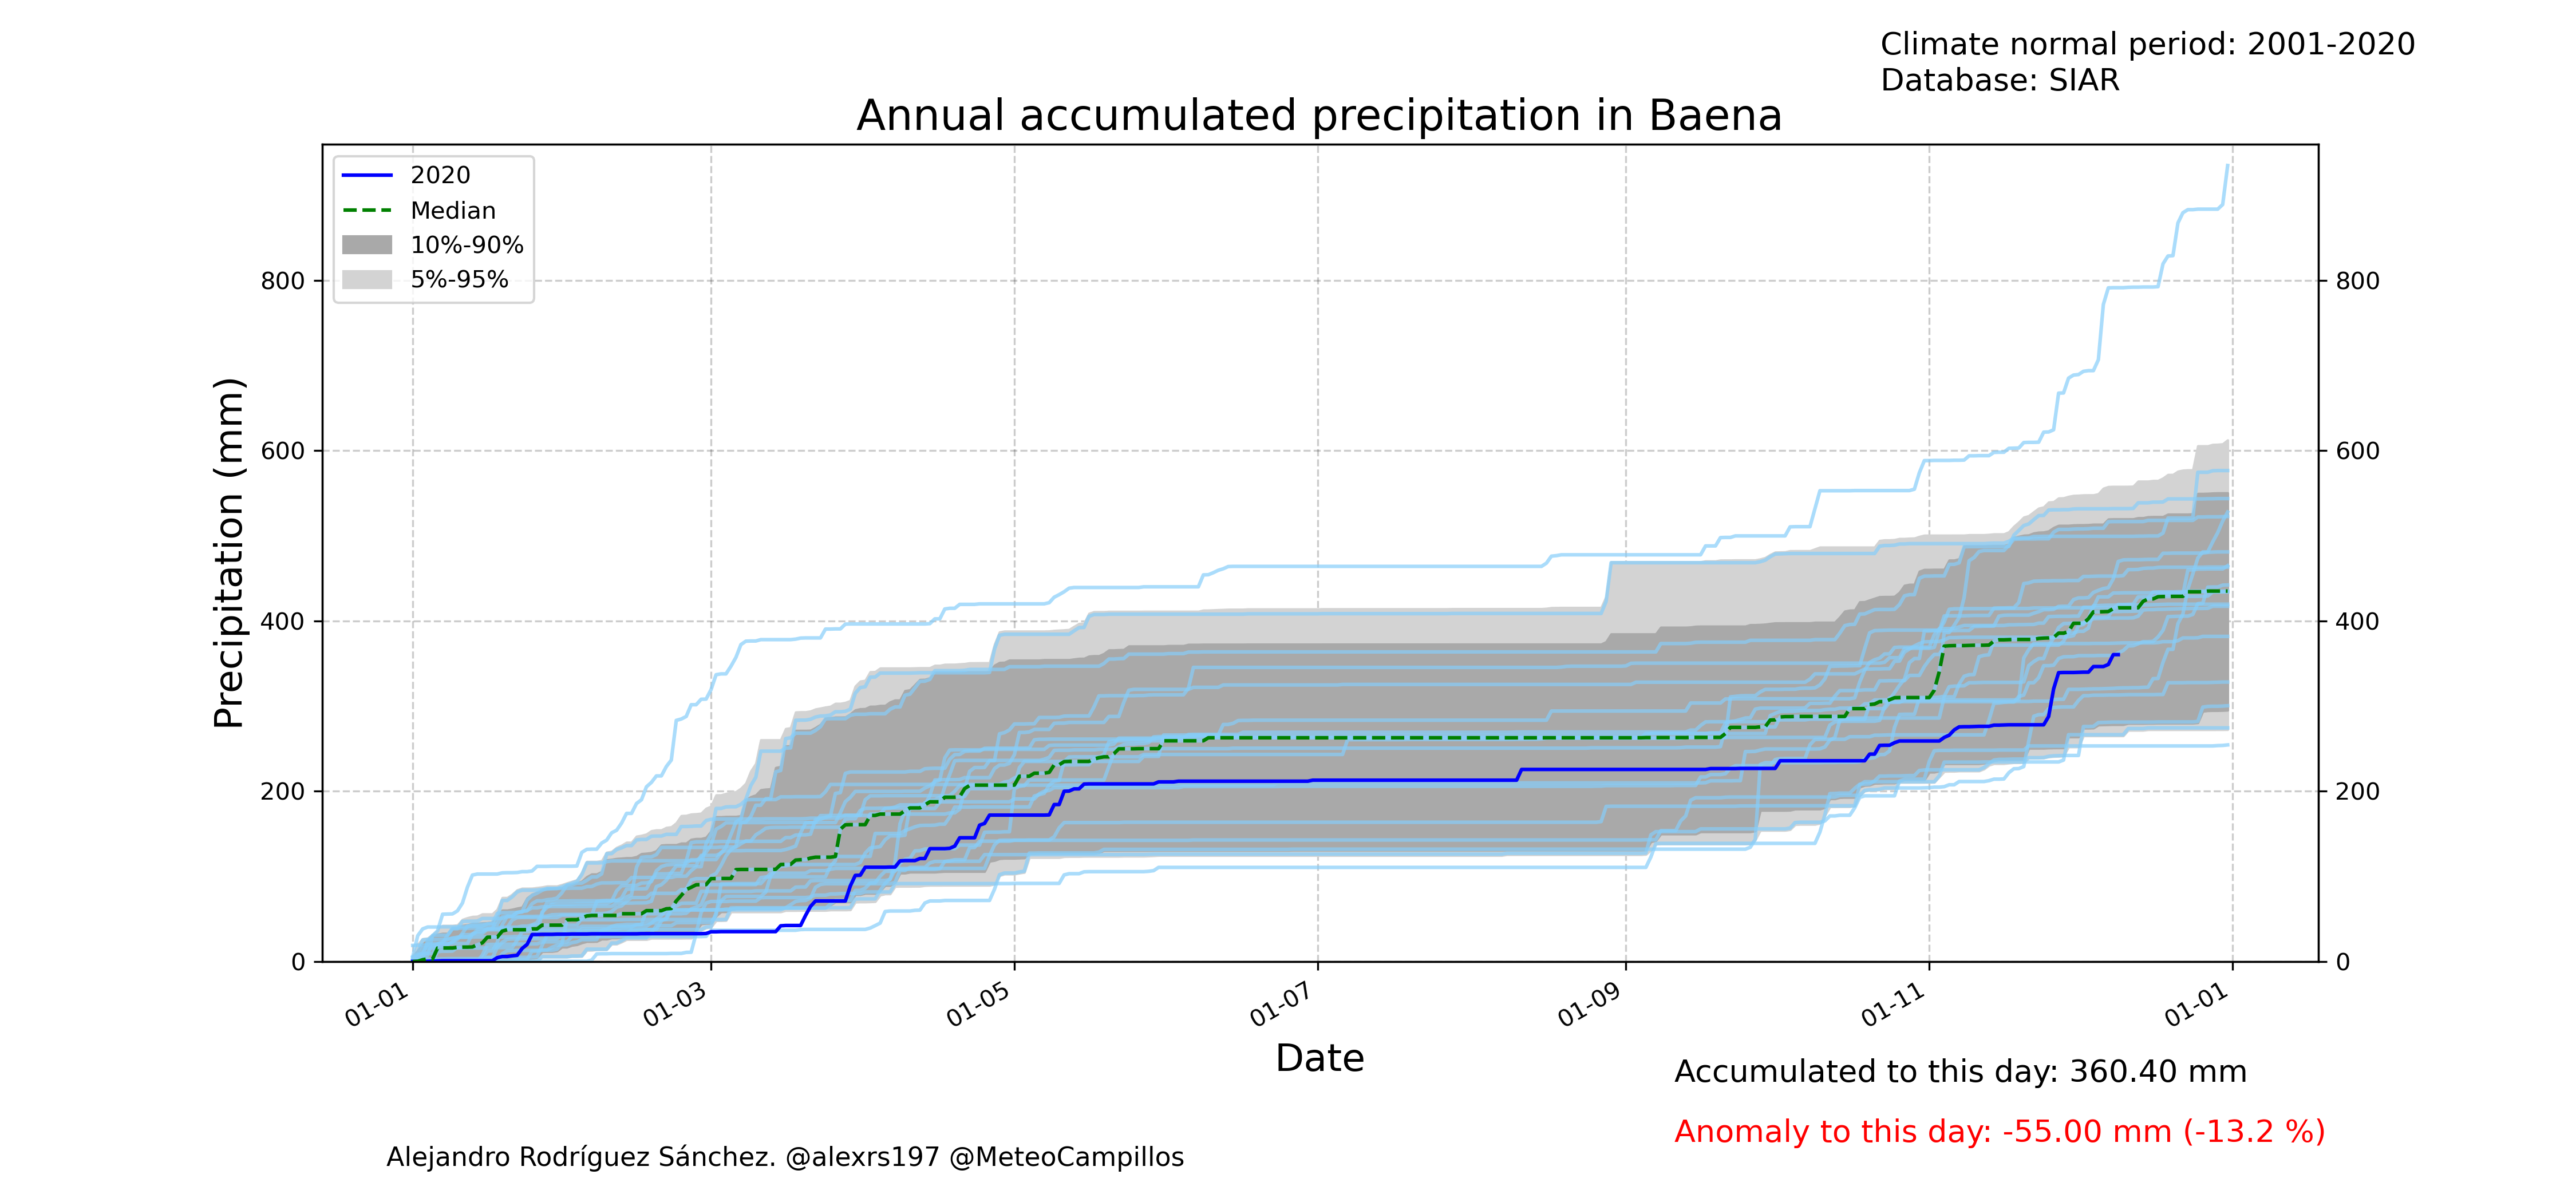 Climate normal period: 2001-2020
Database: SIAR
Annual accumulated precipitation in Baena
2020
Median
10%-90%
5%-95%
Precipitation (mm)
800
600
400
200
0
800
600
400
200
0
01-01
01-03
01-05
01-07
01-09
01-11
01-01
Date
Accumulated to this day: 360.40 mm
Anomaly to this day: -55.00 mm (-13.2 %)
Alejandro Rodríguez Sánchez. @alexrs197 @MeteoCampillos